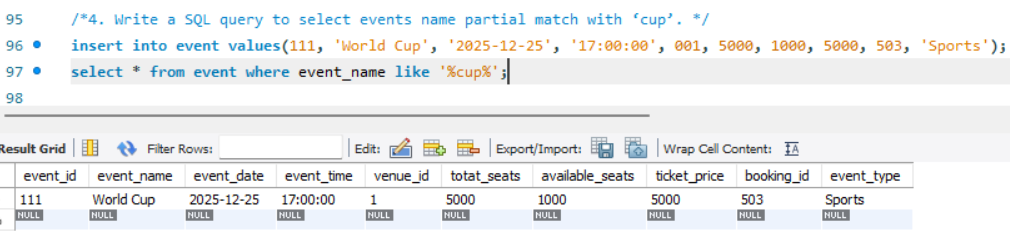 95 /*4. Write a SQL query to select events name partial match with ‘cup’. */
96 insert into event values(111, 'World Cup', '2025-12-25', '17:00:00', 001, 5000, 1000, 5000, 503, 'Sports');
97 select * from event where event_name like '%cup%';
98
Result Grid Filter Rows: Edit: Export/Import: Wrap Cell Content: IA
event_id event_name event_date event_time venue_id totat_seats available_seats ticket_price booking_id event_type
111 World Cup 2025-12-25 17:00:00 1 5000 1000 5000 503 Sports
NULL NULL NULL NULL NULL NULL NULL NULL NULL NULL